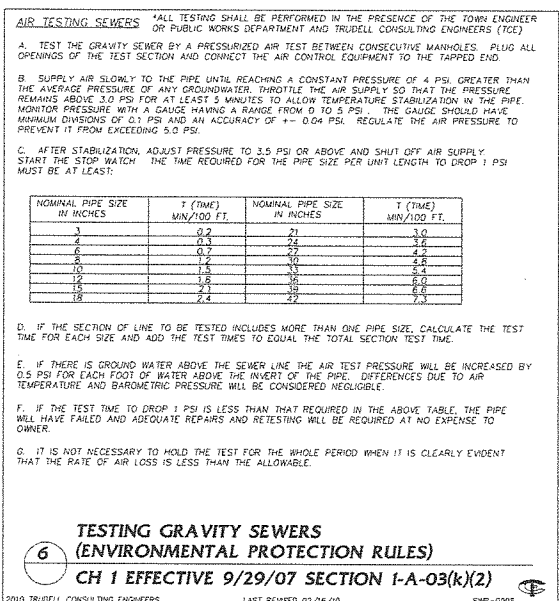 AIR TESTING SEWERS
*ALL TESTING SHALL BE PERFORMED IN THE PRESENCE OF THE TOWN ENGINEER
OR PUBLIC WORKS DEPARTMENT AND TRUDELL CONSULTING ENGINEERS (TCE)
A. TEST THE GRAVITY SEWER BY A PRESSURIZED AIR TEST BETWEEN CONSECUTIVE MANHOLES. PLUG ALL
OPENINGS OF THE TEST SECTION AND CONNECT THE AIR CONTROL EQUIPMENT TO THE TAPPED END.
B. SUPPLY AIR SLOWLY TO THE PIPE UNTIL REACHING A CONSTANT PRESSURE OF 4 PSI. GREATER THAN
THE AVERAGE PRESSURE OF ANY GROUNDWATER. THROTTLE THE AIR SUPPLY SO THAT THE PRESSURE
REMAINS ABOVE 3.0 PSI FOR AT LEAST 5 MINUTES TO ALLOW TEMPERATURE STABILIZATION IN THE PIPE.
MONITOR PRESSURE WITH A GAUGE HAVING A RANGE FROM 0 TO 5 PSI. THE GAUGE SHOULD HAVE
MINIMUM DIVISIONS OF 0.1 PSI AND AN ACCURACY OF +- 0.04 PSI. REGULATE THE AIR PRESSURE TO
PREVENT IT FROM EXCEEDING 5.0 PSI.
C. AFTER STABILIZATION, ADJUST PRESSURE TO 3.5 PSI OR ABOVE AND SHUT OFF AIR SUPPLY.
START THE STOP WATCH THE TIME REQUIRED FOR THE PIPE SIZE PER UNIT LENGTH TO DROP 1 PSI
MUST BE AT LEAST:
NOMINAL PIPE SIZE IN INCHES T (TIME) MIN/100 FT. NOMINAL PIPE SIZE IN INCHES T (TIME) MIN/100 FT.
3 0.2 21 3.0
4 0.3 24 3.6
6 0.7 27 4.2
8 1.2 30 4.8
10 1.5 33 5.4
12 1.8 36 6.0
15 2.1 39 6.6
18 2.4 42 7.3
D. IF THE SECTION OF LINE TO BE TESTED INCLUDES MORE THAN ONE PIPE SIZE, CALCULATE THE TEST
TIME FOR EACH SIZE AND ADD THE TEST TIMES TO EQUAL THE TOTAL SECTION TEST TIME.
E. IF THERE IS GROUND WATER ABOVE THE SEWER LINE THE AIR TEST PRESSURE WILL BE INCREASED BY
0.5 PSI FOR EACH FOOT OF WATER ABOVE THE INVERT OF THE PIPE. DIFFERENCES DUE TO AIR
TEMPERATURE AND BAROMETRIC PRESSURE WILL BE CONSIDERED NEGLIGIBLE.
F. IF THE TEST TIME TO DROP 1 PSI IS LESS THAN THAT REQUIRED IN THE ABOVE TABLE, THE PIPE
WILL HAVE FAILED AND ADEQUATE REPAIRS AND RETESTING WILL BE REQUIRED AT NO EXPENSE TO
OWNER.
G. IT IS NOT NECESSARY TO HOLD THE TEST FOR THE WHOLE PERIOD WHEN IT IS CLEARLY EVIDENT
THAT THE RATE OF AIR LOSS IS LESS THAN THE ALLOWABLE.
6
TESTING GRAVITY SEWERS
(ENVIRONMENTAL PROTECTION RULES)
CH 1 EFFECTIVE 9/29/07 SECTION 1-A-03(k)(2)
2010 TRUDELL CONSULTING ENGINEERS LAST REVISED 02/16/10